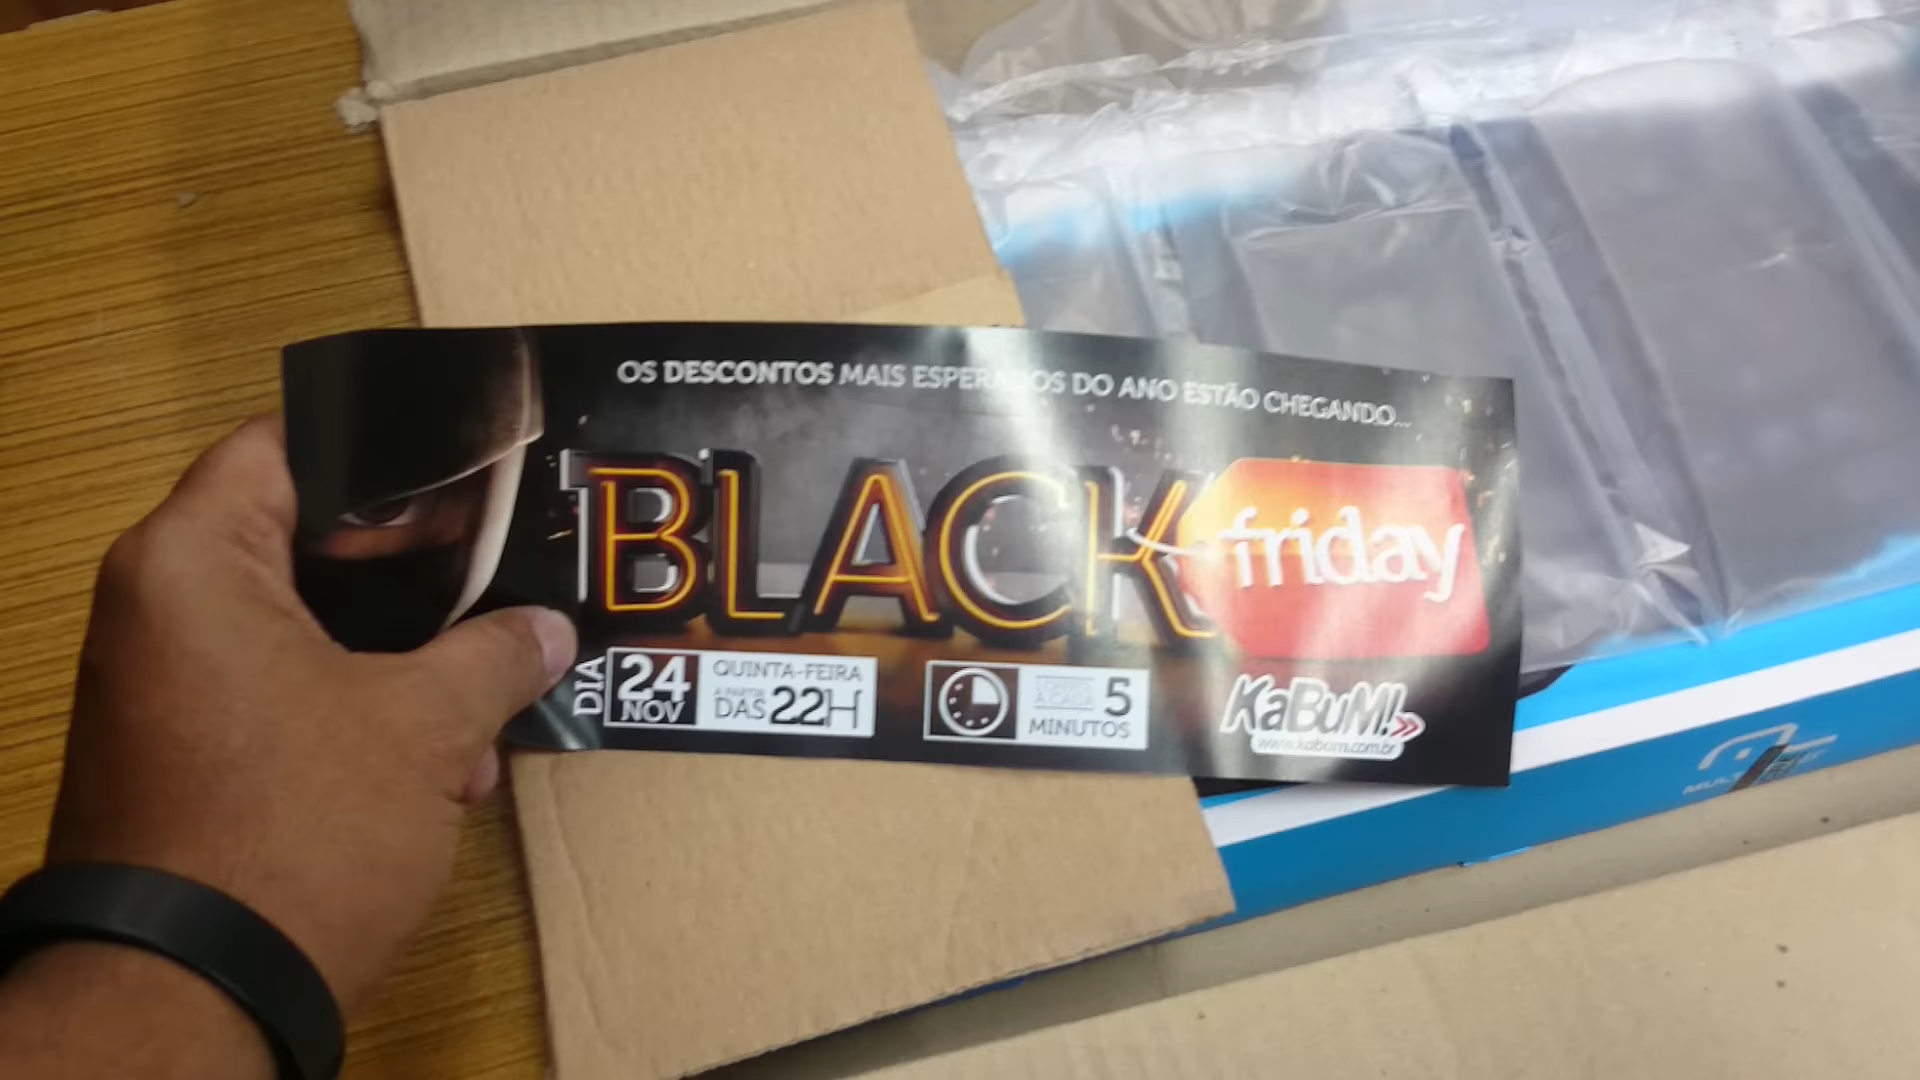 OS DESCONTOS MAIS ESPERADOS DO ANO ESTÃO CHEGANDO...
BLACK
friday
DIA
24
NOV
QUINTA-FEIRA
A PARTIR
DAS 22H
A CADA 5
MINUTOS
KaBuM!
www.kabum.com.br